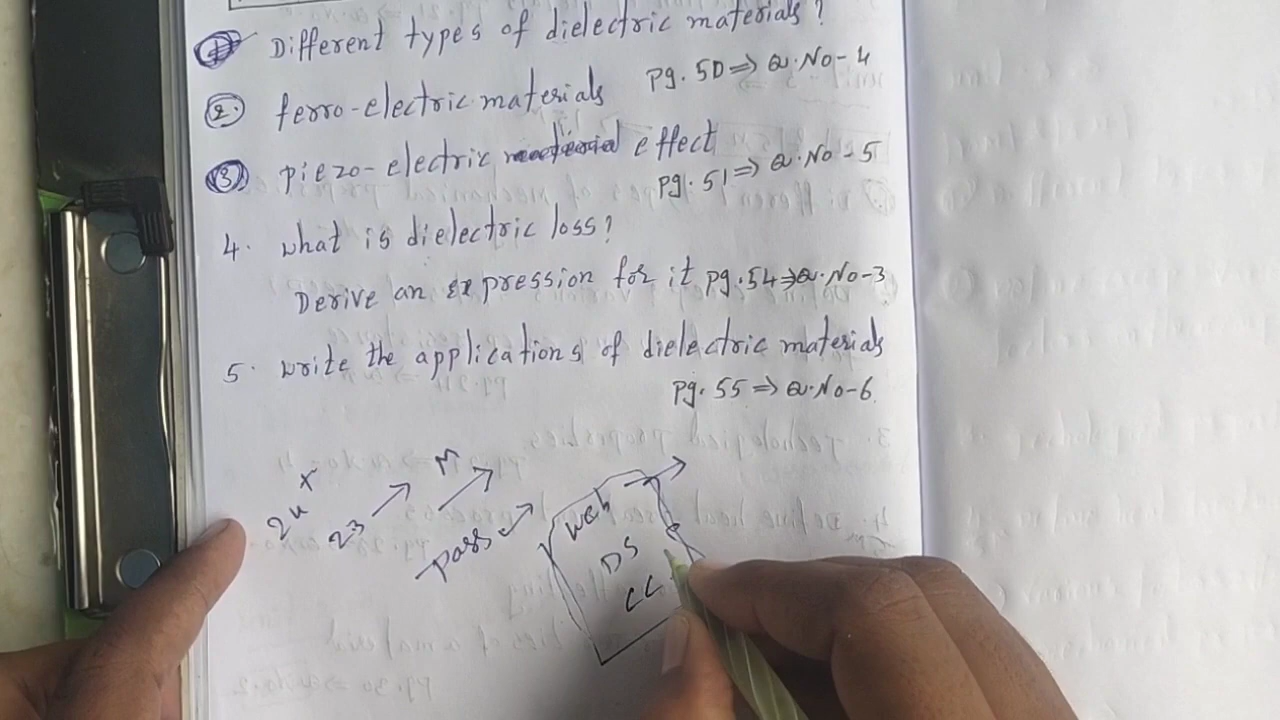 1 Different types of dielectric materials?
Pg. 50 ⇒ Q.No-4
2. ferro-electric materials
3 piezo-electric effect
Pg. 51 ⇒ Q.No-5
4. What is dielectric loss?
Derive an expression for it Pg.54⇒Q.No-3
5. write the applications of dielectric materials
Pg. 55 ⇒ Q.No-6
24 x
23 →
pass
web
DS
CC